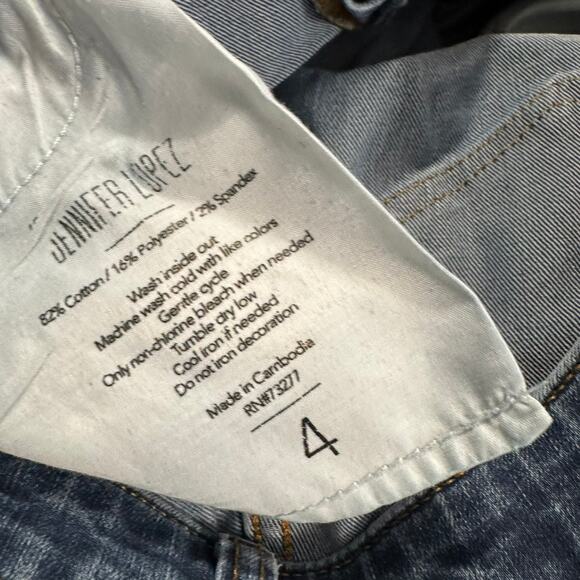 JENNIFER LOPEZ
82% Cotton / 16% Polyester / 2% Spandex
Wash inside out
Machine wash cold with like colors
Gentle cycle
Only non-chlorine bleach when needed
Tumble dry low
Cool iron if needed
Do not iron decoration
Made in Cambodia
RN#73277
4